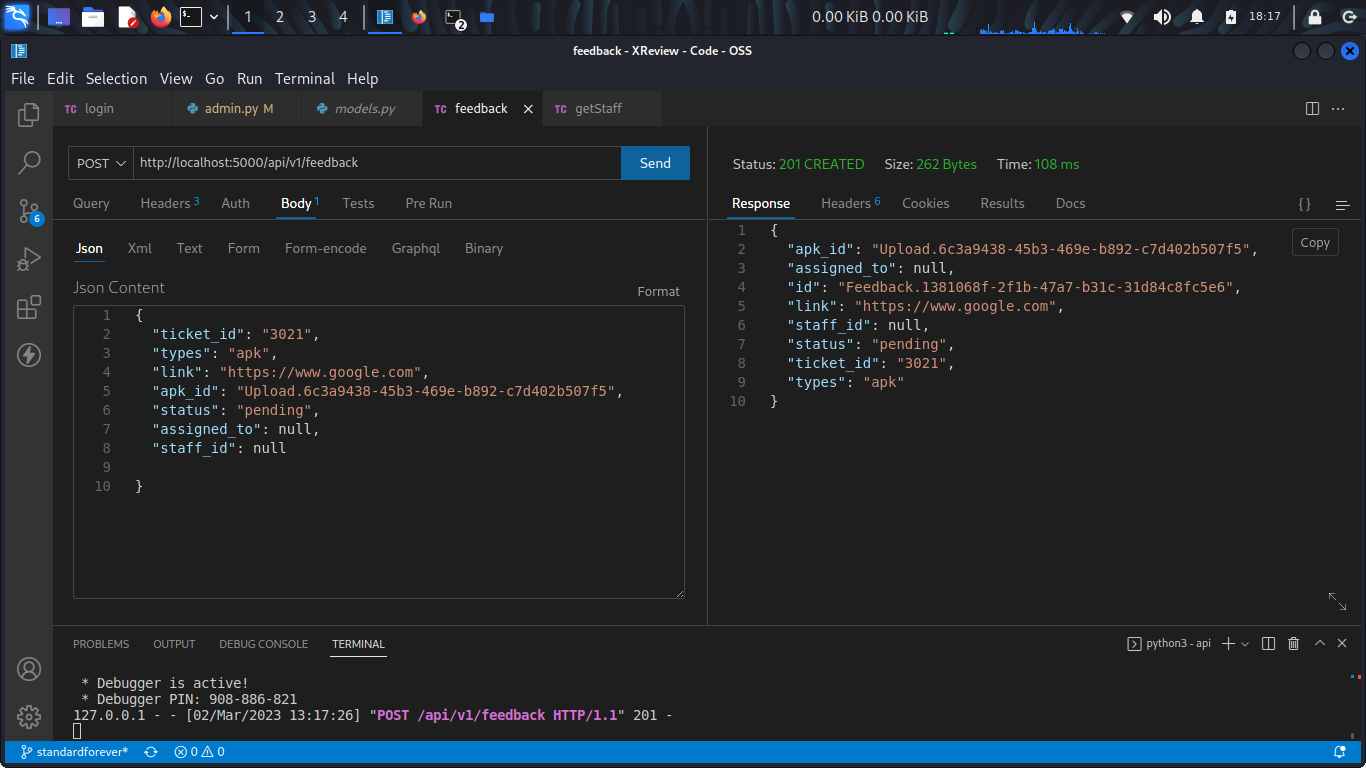 1 2 3 4 2 0.00 KiB 0.00 KiB 18:17
feedback - XReview - Code - OSS
File Edit Selection View Go Run Terminal Help
TC login admin.py M models.py TC feedback TC getStaff
POST http://localhost:5000/api/v1/feedback Send
Query Headers 3 Auth Body 1 Tests Pre Run
Json Xml Text Form Form-encode Graphql Binary
Json Content Format
1 {
2 "ticket_id": "3021",
3 "types": "apk",
4 "link": "https://www.google.com",
5 "apk_id": "Upload.6c3a9438-45b3-469e-b892-c7d402b507f5",
6 "status": "pending",
7 "assigned_to": null,
8 "staff_id": null
9
10 }
Status: 201 CREATED Size: 262 Bytes Time: 108 ms
Response Headers 6 Cookies Results Docs {}
Copy
1 {
2 "apk_id": "Upload.6c3a9438-45b3-469e-b892-c7d402b507f5",
3 "assigned_to": null,
4 "id": "Feedback.1381068f-2f1b-47a7-b31c-31d84c8fc5e6",
5 "link": "https://www.google.com",
6 "staff_id": null,
7 "status": "pending",
8 "ticket_id": "3021",
9 "types": "apk"
10 }
6
PROBLEMS OUTPUT DEBUG CONSOLE TERMINAL python3 - api
* Debugger is active!
* Debugger PIN: 908-886-821
127.0.0.1 - - [02/Mar/2023 13:17:26] "POST /api/v1/feedback HTTP/1.1" 201 -
standardforever* 0 0